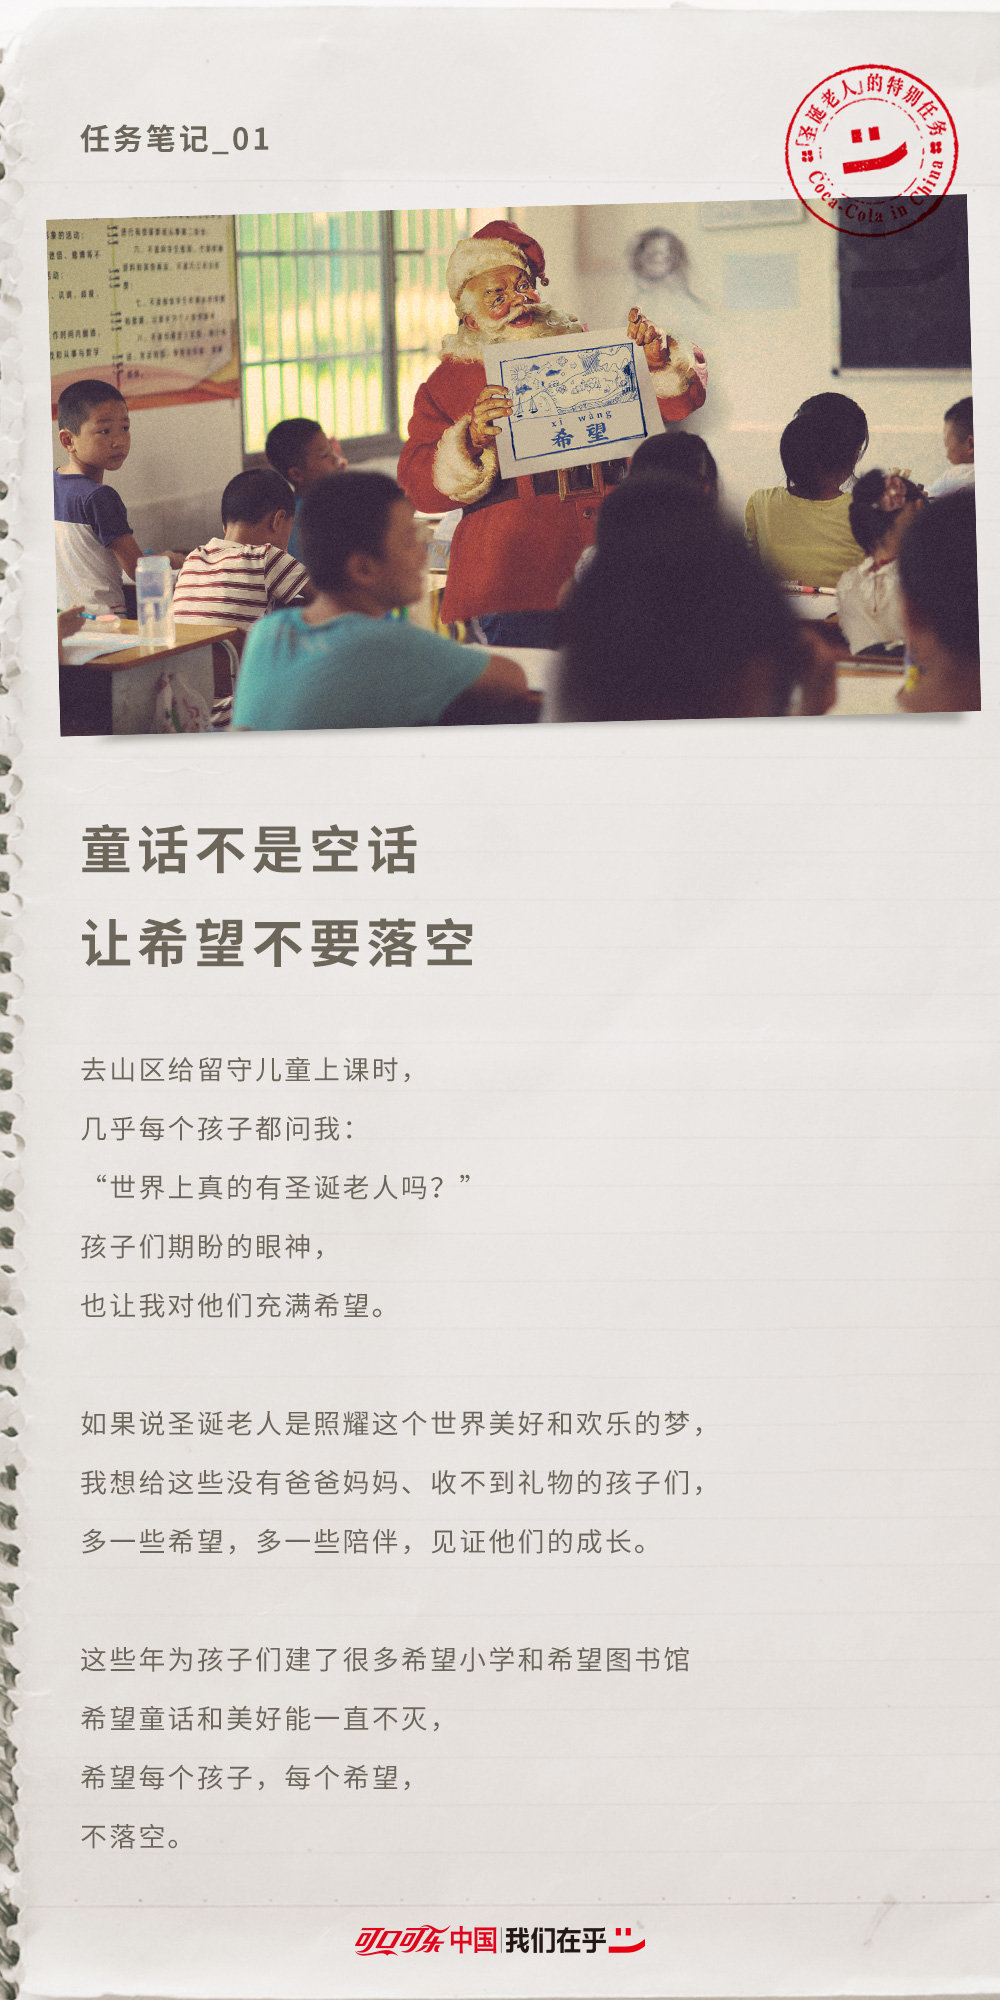 任务笔记_01
「圣诞老人」的特别任务
Coca-Cola in China
xī wàng
希望
童话不是空话
让希望不要落空
去山区给留守儿童上课时，
几乎每个孩子都问我：
“世界上真的有圣诞老人吗？”
孩子们期盼的眼神，
也让我对他们充满希望。
如果说圣诞老人是照耀这个世界美好和欢乐的梦，
我想给这些没有爸爸妈妈、收不到礼物的孩子们，
多一些希望，多一些陪伴，见证他们的成长。
这些年为孩子们建了很多希望小学和希望图书馆
希望童话和美好能一直不灭，
希望每个孩子，每个希望，
不落空。
可口可乐中国 我们在乎